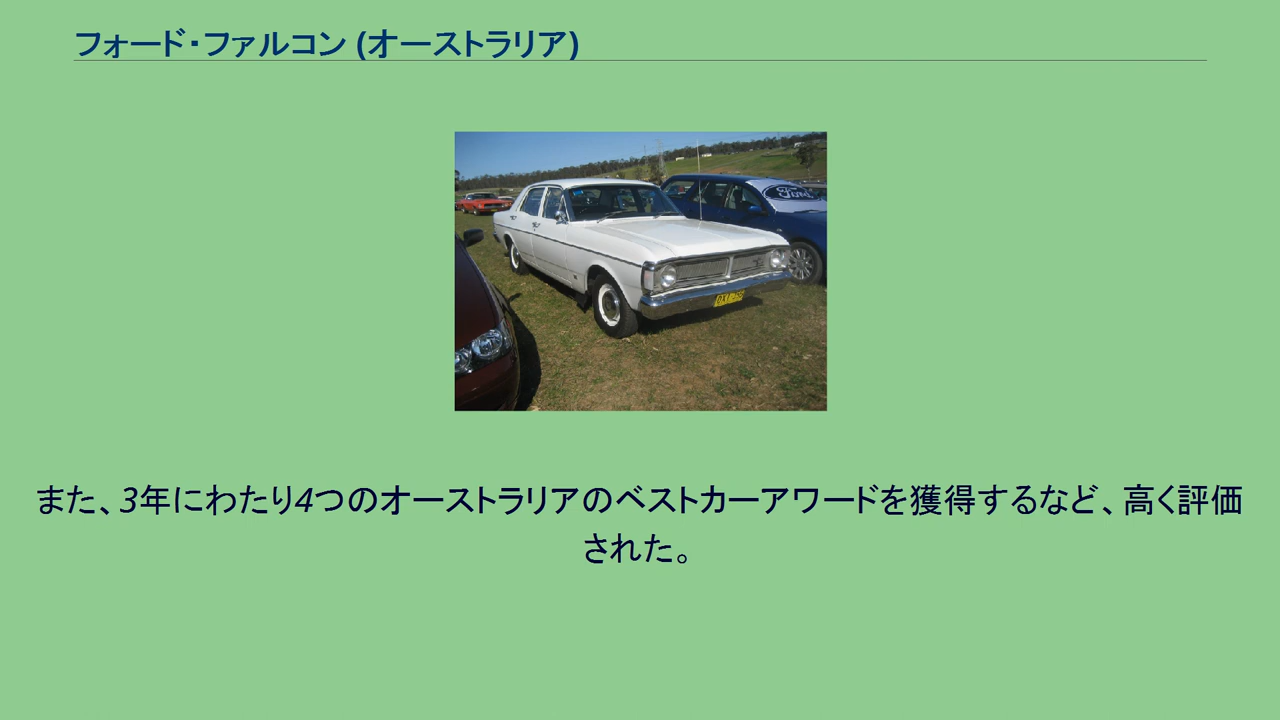 フォード・ファルコン (オーストラリア)
Ford
また、3年にわたり4つのオーストラリアのベストカーアワードを獲得するなど、高く評価
された。